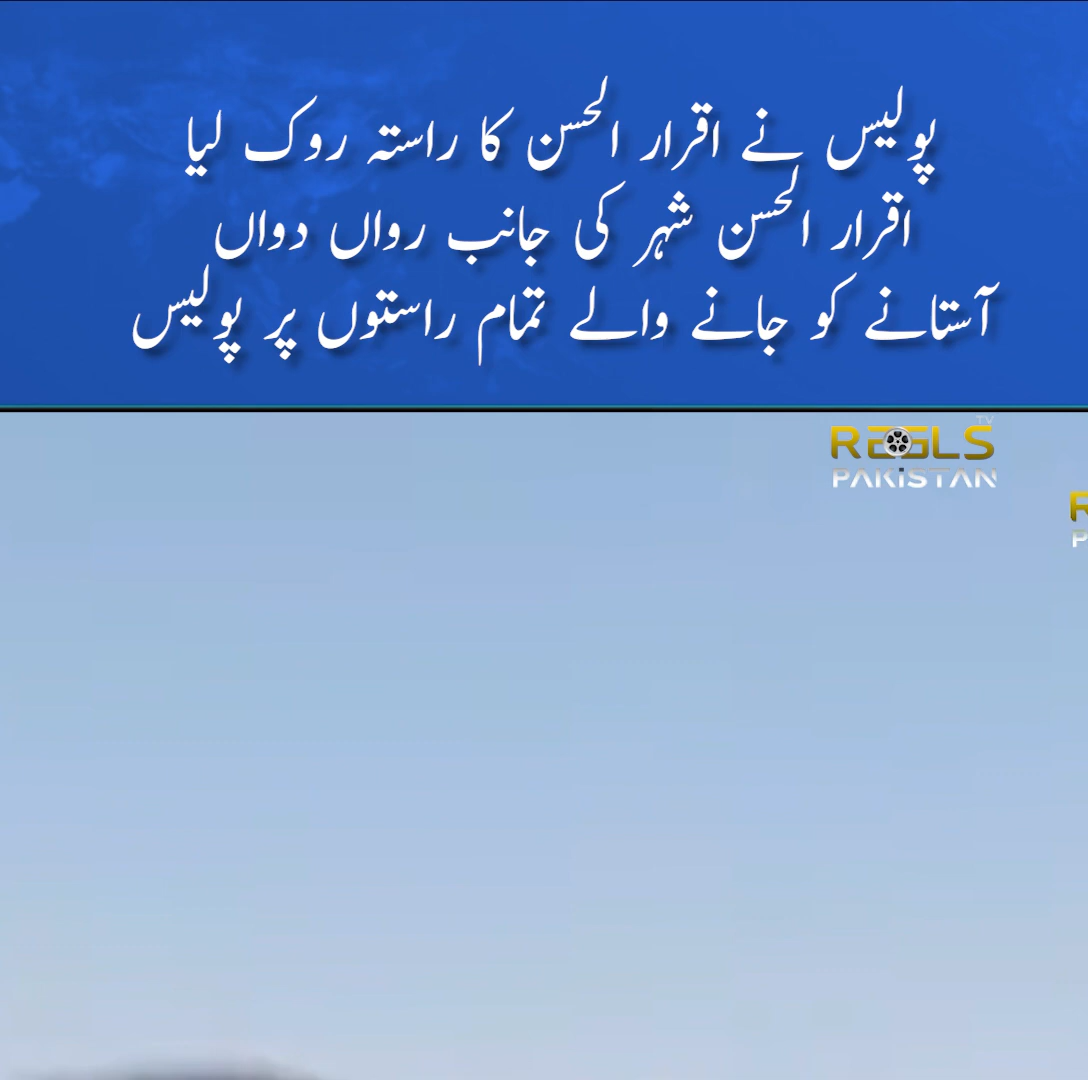 پولیس نے اقرار الحسن کا راستہ روک لیا
اقرار الحسن شہر کی جانب رواں دواں
آستانے کو جانے والے تمام راستوں پر پولیس
TV
REELS
PAKiSTAN
R
P